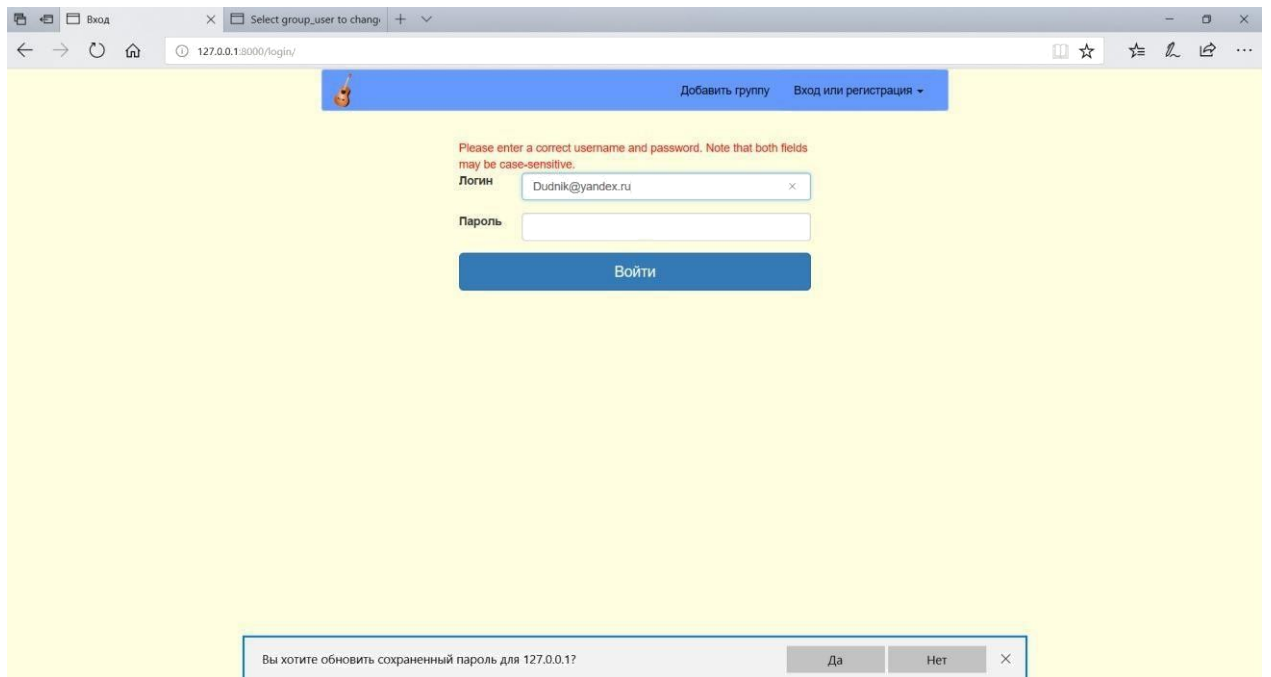 Вход
Select group_user to chang
127.0.0.1:8000/login/
Добавить группу Вход или регистрация
Please enter a correct username and password. Note that both fields
may be case-sensitive.
Логин Dudnik@yandex.ru
Пароль
Войти
Вы хотите обновить сохраненный пароль для 127.0.0.1? Да Нет